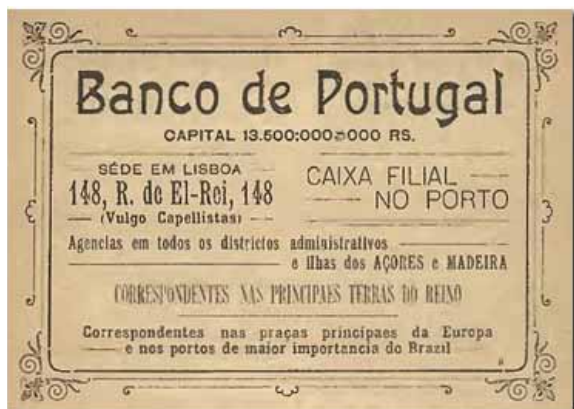 Banco de Portugal
CAPITAL 13.500:000$000 RS.
SÉDE EM LISBOA
148, R. de El-Rei, 148
(Vulgo Capellistas)
CAIXA FILIAL
NO PORTO
Agencias em todos os districtos administrativos
e ilhas dos AÇORES e MADEIRA
CORRESPONDENTES NAS PRINCIPAES TERRAS DO REINO
Correspondentes nas praças principaes da Europa
e nos portos de maior importancia do Brazil